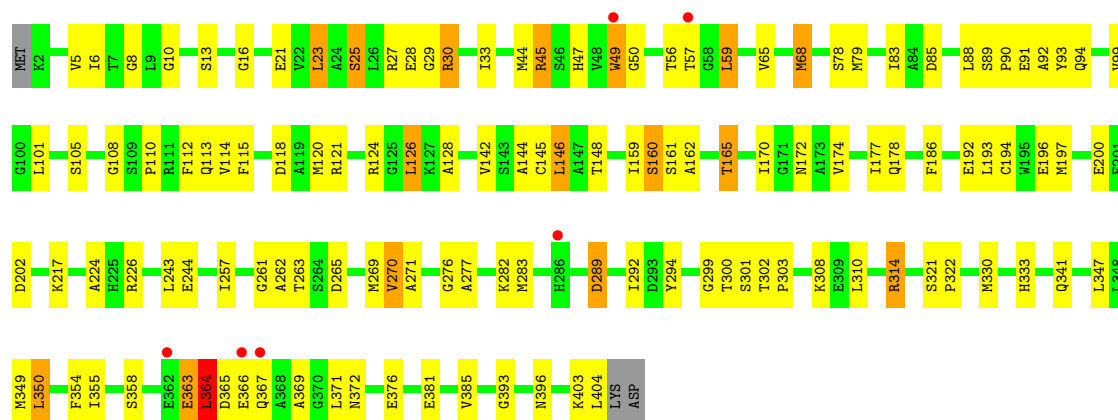 MET K2 V5 I6 T7 G8 L9 G10 S13 G16 E21 V22 L23 A24 S25 L26 R27 E28 G29 R30 I33 M44 R45 S46 H47 V48 W49 G50 T56 T57 G58 L59 V65 M68 S78 M79 I83 A84 D85 L88 S89 P90 E91 A92 Y93 Q94 V99
G100 L101 S105 G108 S109 P110 R111 F112 Q113 V114 F115 D118 A119 M120 R121 R124 G125 L126 K127 A128 V142 S143 A144 C145 L146 A147 T148 I159 S160 S161 A162 T165 I170 G171 N172 A173 V174 I177 Q178 F186 E192 L193 C194 W195 E196 M197 E200 E201
D202 K217 A224 H225 R226 L243 E244 I257 G261 A262 T263 S264 D265 M269 V270 A271 G276 A277 K282 M283 H286 D289 I292 D293 Y294 G299 T300 S301 T302 P303 K308 E309 L310 R314 S321 P322 M330 H333 Q341 L347 L348
M349 L350 F354 I355 S358 E362 E363 L364 D365 E366 Q367 A368 A369 G370 L371 N372 E376 E381 V385 G393 N396 K403 L404 LYS ASP